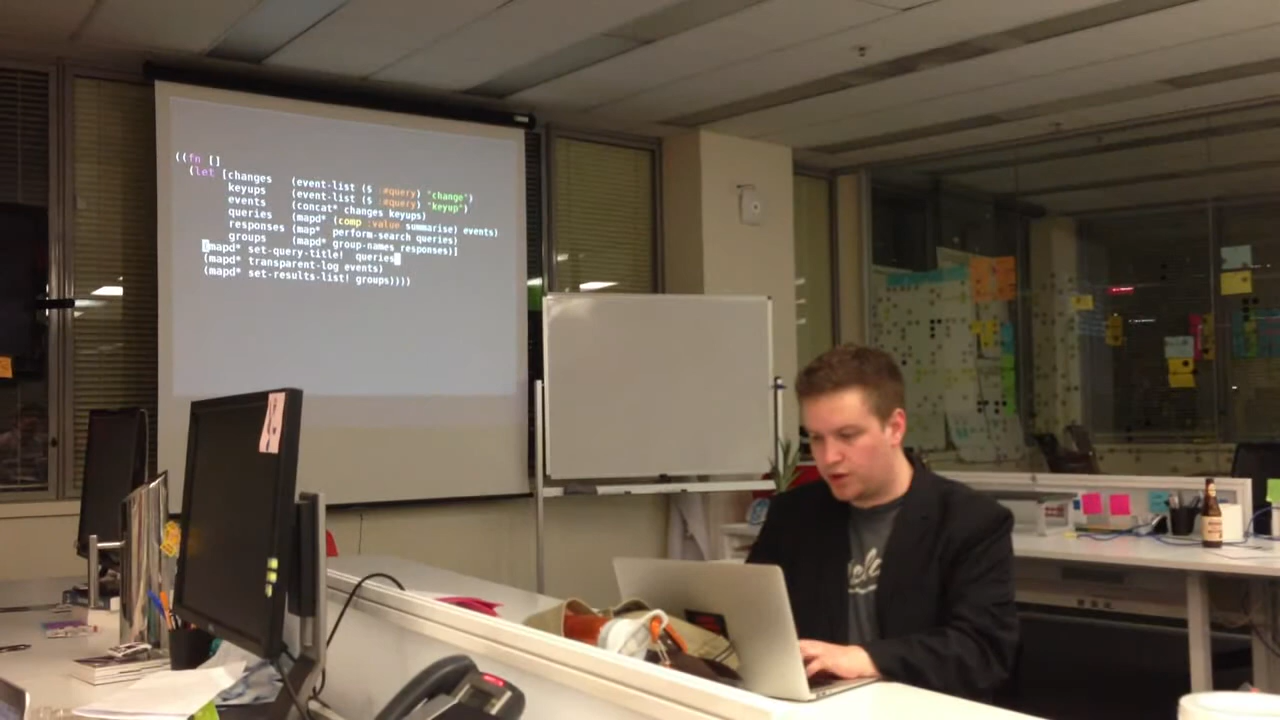 ((fn []
(let [changes (event-list ($ :#query) "change")
keyups (event-list ($ :#query) "keyup")
events (concat* changes keyups)
queries (mapd* (comp :value summarise) events)
responses (map* perform-search queries)
groups (mapd* group-names responses)]
(mapd* set-query-title! queries)
(mapd* transparent-log events)
(mapd* set-results-list! groups))))